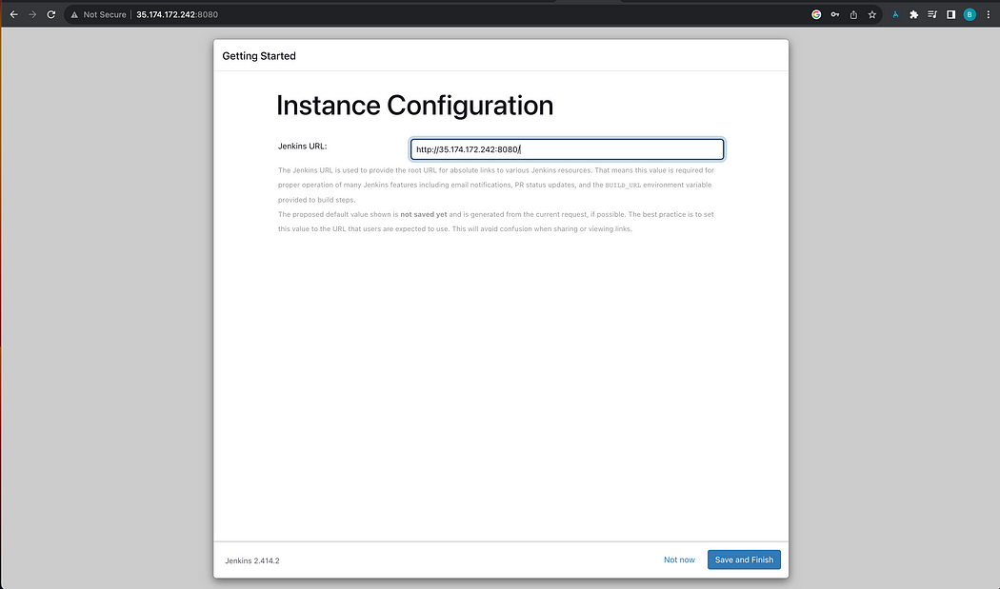 Not Secure | 35.174.172.242:8080
B
Getting Started
Instance Configuration
Jenkins URL:
http://35.174.172.242:8080/
The Jenkins URL is used to provide the root URL for absolute links to various Jenkins resources. That means this value is required for
proper operation of many Jenkins features including email notifications, PR status updates, and the BUILD_URL environment variable
provided to build steps.
The proposed default value shown is not saved yet and is generated from the current request, if possible. The best practice is to set
this value to the URL that users are expected to use. This will avoid confusion when sharing or viewing links.
Jenkins 2.414.2
Not now
Save and Finish